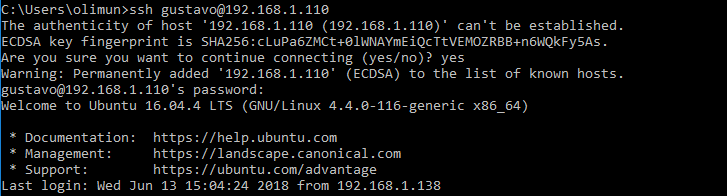 C:\Users\olimun>ssh gustavo@192.168.1.110
The authenticity of host '192.168.1.110 (192.168.1.110)' can't be established.
ECDSA key fingerprint is SHA256:cLuPa6ZMCt+0lWNAYmEiQcTtVEMOZRBB+n6WQkFy5As.
Are you sure you want to continue connecting (yes/no)? yes
Warning: Permanently added '192.168.1.110' (ECDSA) to the list of known hosts.
gustavo@192.168.1.110's password:
Welcome to Ubuntu 16.04.4 LTS (GNU/Linux 4.4.0-116-generic x86_64)
* Documentation:  https://help.ubuntu.com
* Management:     https://landscape.canonical.com
* Support:        https://ubuntu.com/advantage
Last login: Wed Jun 13 15:04:24 2018 from 192.168.1.138